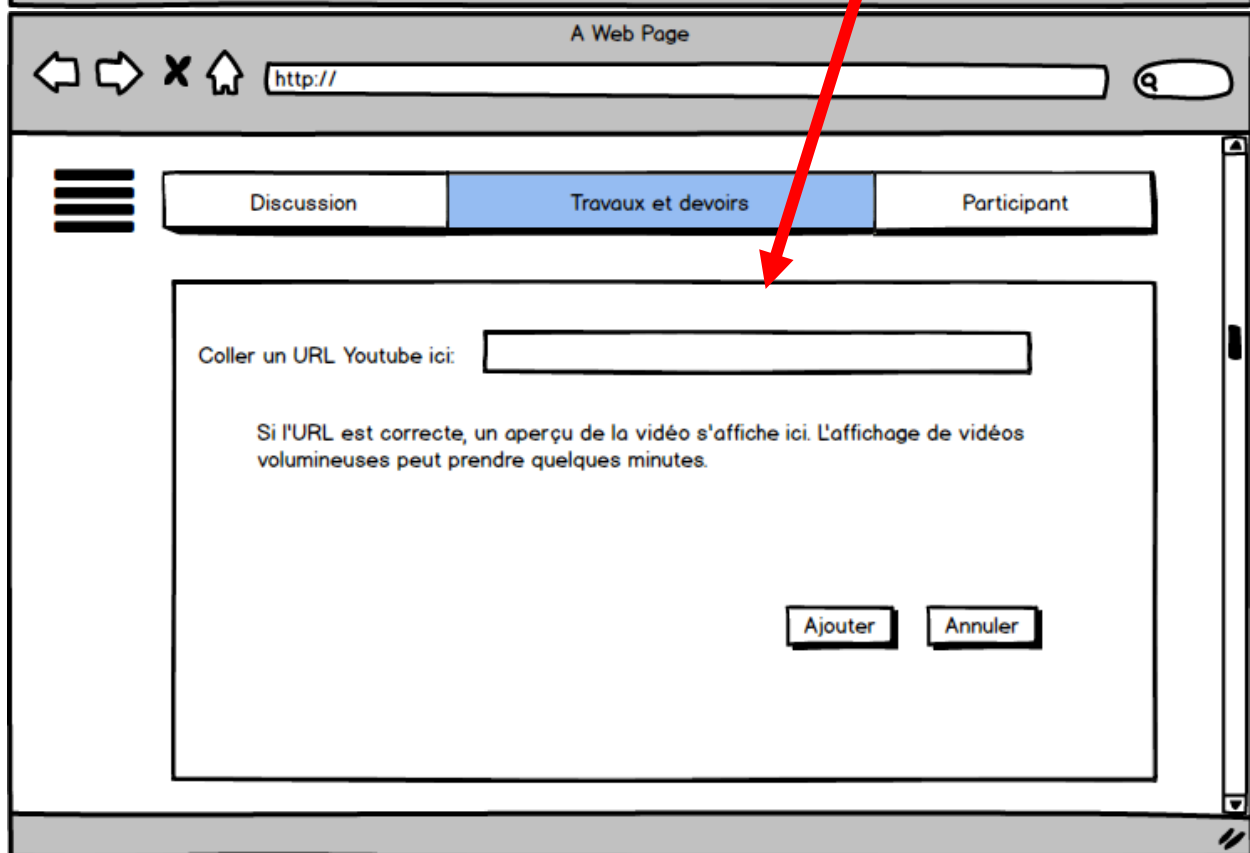 A Web Page
http://
Discussion
Travaux et devoirs
Participant
Coller un URL Youtube ici:
Si l'URL est correcte, un aperçu de la vidéo s'affiche ici. L'affichage de vidéos
volumineuses peut prendre quelques minutes.
Ajouter
Annuler